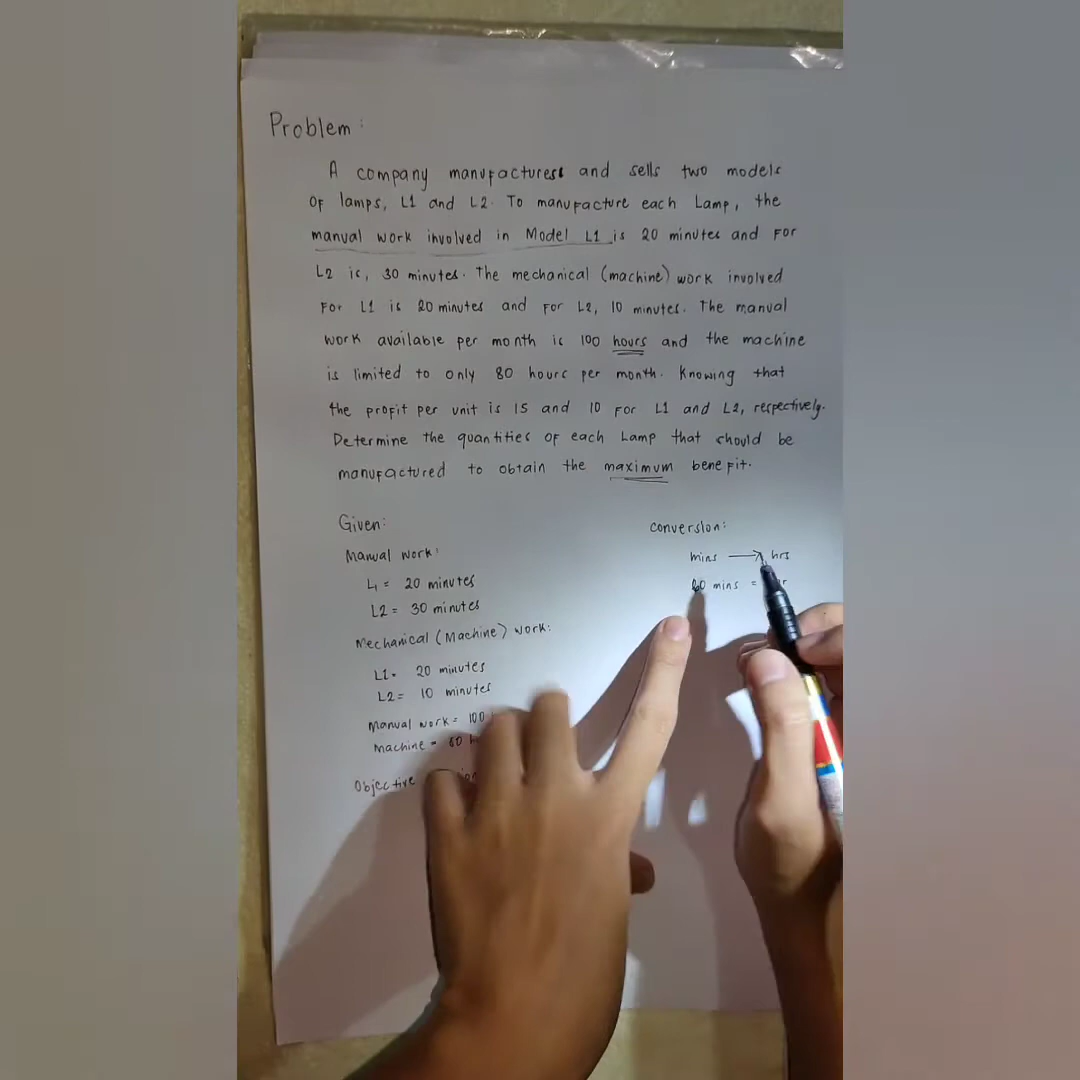 Problem:
A company manufactures and sells two models
of lamps, L1 and L2. To manufacture each Lamp, the
manual work involved in Model L1 is 20 minutes and for
L2 is, 30 minutes. The mechanical (machine) work involved
For L1 is 20 minutes and for L2, 10 minutes. The manual
work available per month is 100 hours and the machine
is limited to only 80 hours per month. Knowing that
the profit per unit is 15 and 10 for L1 and L2, respectively.
Determine the quantities of each Lamp that should be
manufactured to obtain the maximum benefit.
Given:
Manual work:
L1 = 20 minutes
L2 = 30 minutes
Mechanical (Machine) work:
L1 = 20 minutes
L2 = 10 minutes
Manual work = 100
Machine = 80
Objective
Conversion:
mins → hrs
60 mins =